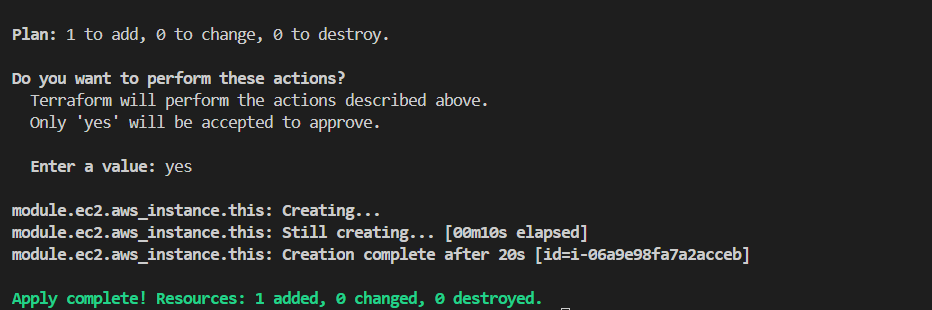 Plan: 1 to add, 0 to change, 0 to destroy.
Do you want to perform these actions?
Terraform will perform the actions described above.
Only 'yes' will be accepted to approve.
Enter a value: yes
module.ec2.aws_instance.this: Creating...
module.ec2.aws_instance.this: Still creating... [00m10s elapsed]
module.ec2.aws_instance.this: Creation complete after 20s [id=i-06a9e98fa7a2acceb]
Apply complete! Resources: 1 added, 0 changed, 0 destroyed.